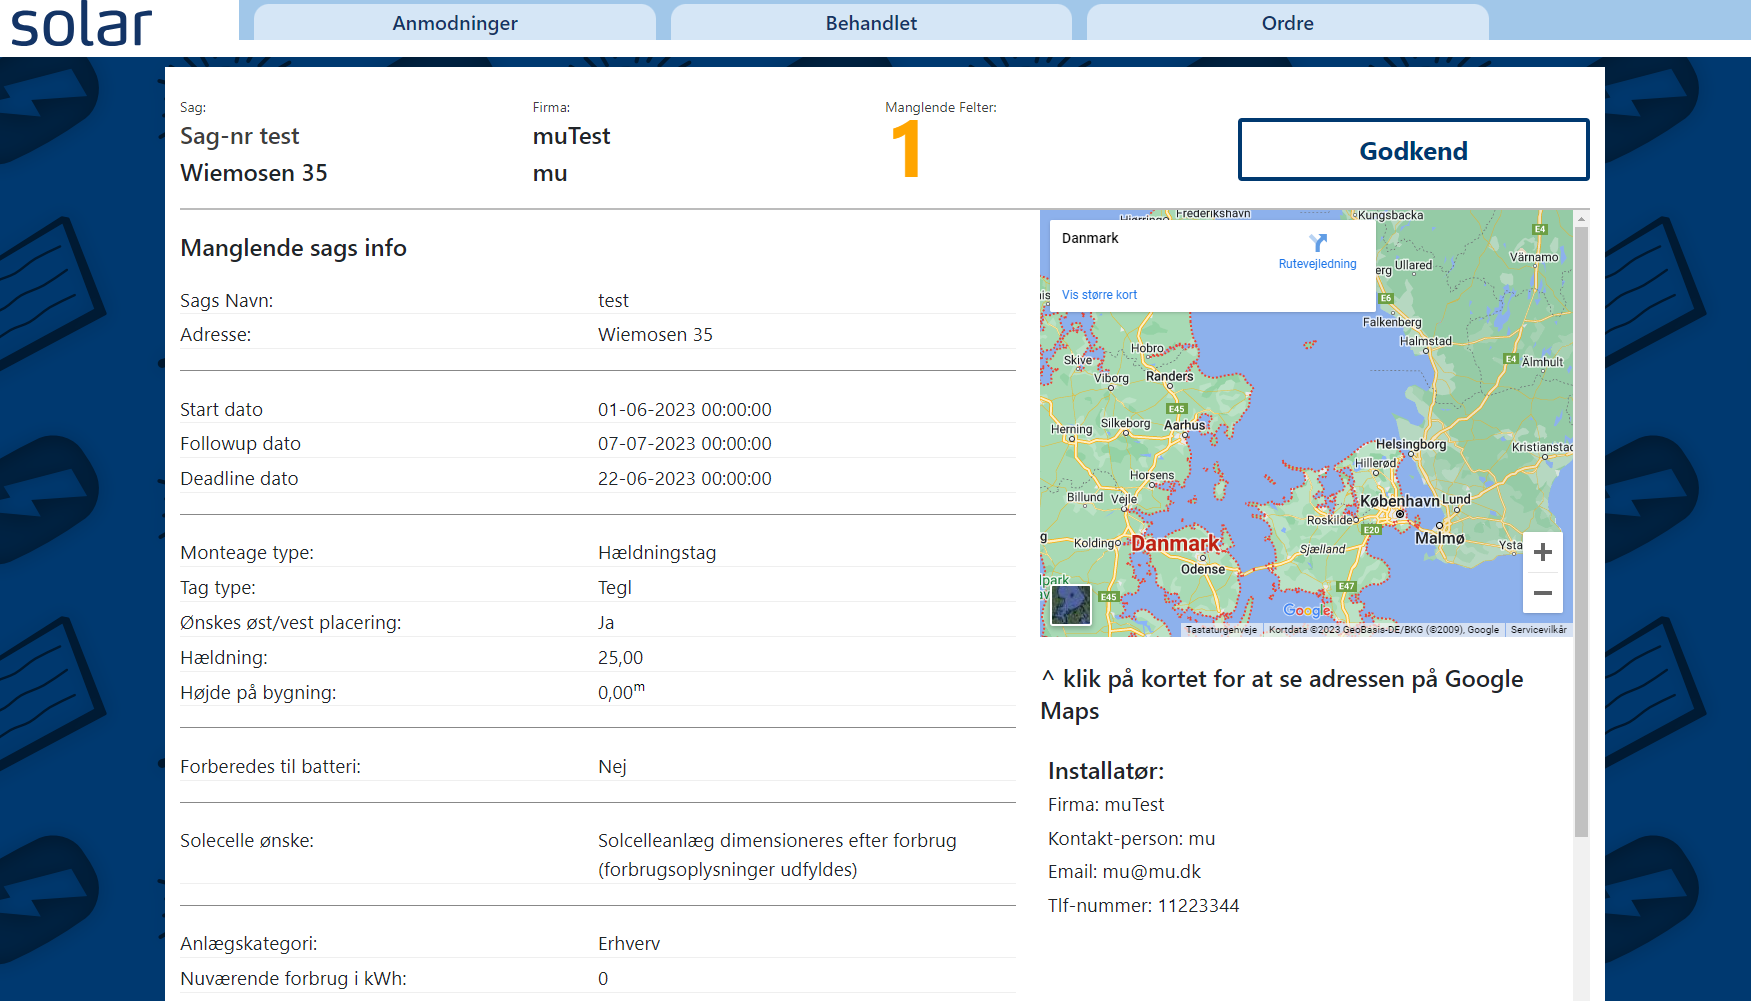 solar
Anmodninger
Behandlet
Ordre
Sag:
Sag-nr test
Wiemosen 35
Firma:
muTest
mu
Manglende Felter:
1
Godkend
Manglende sags info
Sags Navn: test
Adresse: Wiemosen 35
Start dato 01-06-2023 00:00:00
Followup dato 07-07-2023 00:00:00
Deadline dato 22-06-2023 00:00:00
Monteage type: Hældningstag
Tag type: Tegl
Ønskes øst/vest placering: Ja
Hældning: 25,00
Højde på bygning: 0,00m
Forberedes til batteri: Nej
Solecelle ønske: Solcelleanlæg dimensioneres efter forbrug
(forbrugsoplysninger udfyldes)
Anlægskategori: Erhverv
Nuværende forbrug i kWh: 0
Frederikshavn
Kungsbacka
Danmark
Rutevejledning
Vis større kort
E4
Värnamo
Ullared
E6
Falkenberg
Halmstad
E4
Älmhult
Hobro
Skive
Viborg
Randers
E45
Silkeborg
Aarhus
Herning
Helsingborg
Kristianstad
Hillerød
Horsens
Billund
Vejle
København
Lund
Roskilde
E20
Malmø
Kolding
Danmark
Sjælland
Ysta
Odense
E47
E45
Google
Tastaturgenveje
Kortdata ©2023 GeoBasis-DE/BKG (©2009), Google
Servicevilkår
^ klik på kortet for at se adressen på Google
Maps
Installatør:
Firma: muTest
Kontakt-person: mu
Email: mu@mu.dk
Tlf-nummer: 11223344